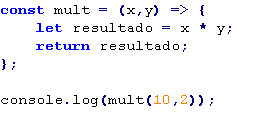 const mult = (x,y) => {
    let resultado = x * y;
    return resultado;
};
console.log(mult(10,2));